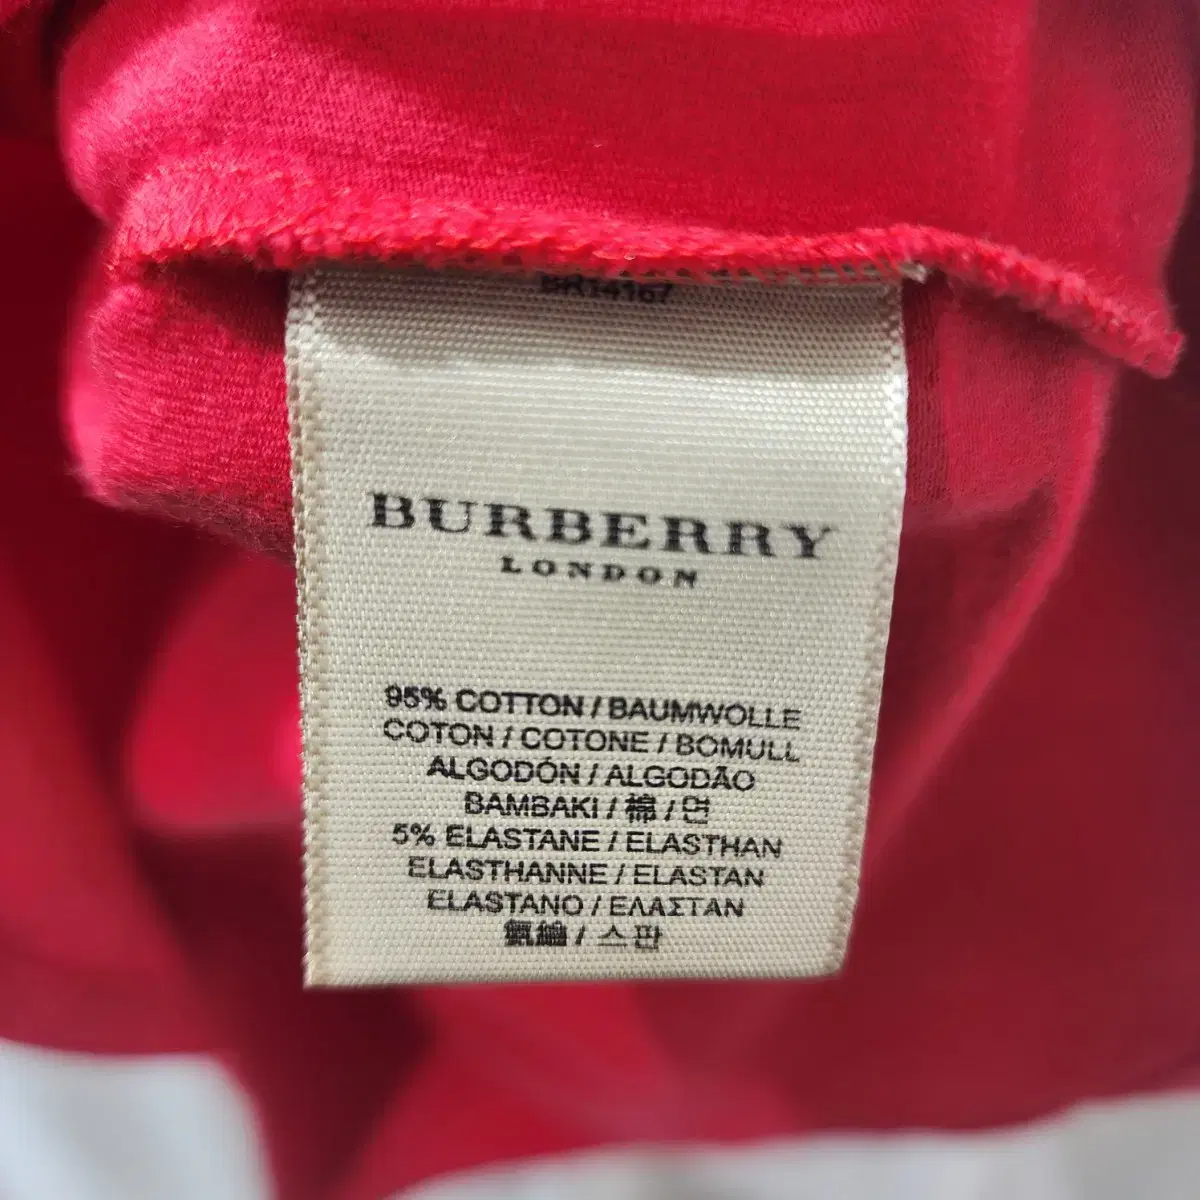 BR14167
BURBERRY
LONDON
95% COTTON / BAUMWOLLE
COTON / COTONE / BOMULL
ALGODÓN / ALGODÃO
BAMBAKI / 棉 / 면
5% ELASTANE / ELASTHAN
ELASTHANNE / ELASTAN
ELASTANO / ΕΛΑΣΤΑΝ
氨綸 / 스판